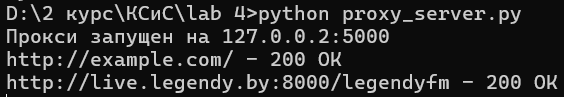 D:\2 курс\КСиС\lab 4>python proxy_server.py
Прокси запущен на 127.0.0.2:5000
http://example.com/ - 200 OK
http://live.legendy.by:8000/legendyfm - 200 OK